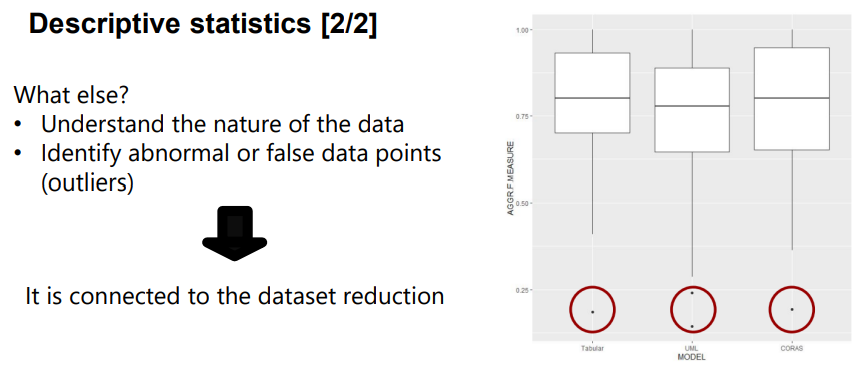 Descriptive statistics [2/2]
What else?
• Understand the nature of the data
• Identify abnormal or false data points
(outliers)
It is connected to the dataset reduction
AGGR.F.MEASURE
1.00
0.75
0.50
0.25
Tabular
UML
CORAS
MODEL